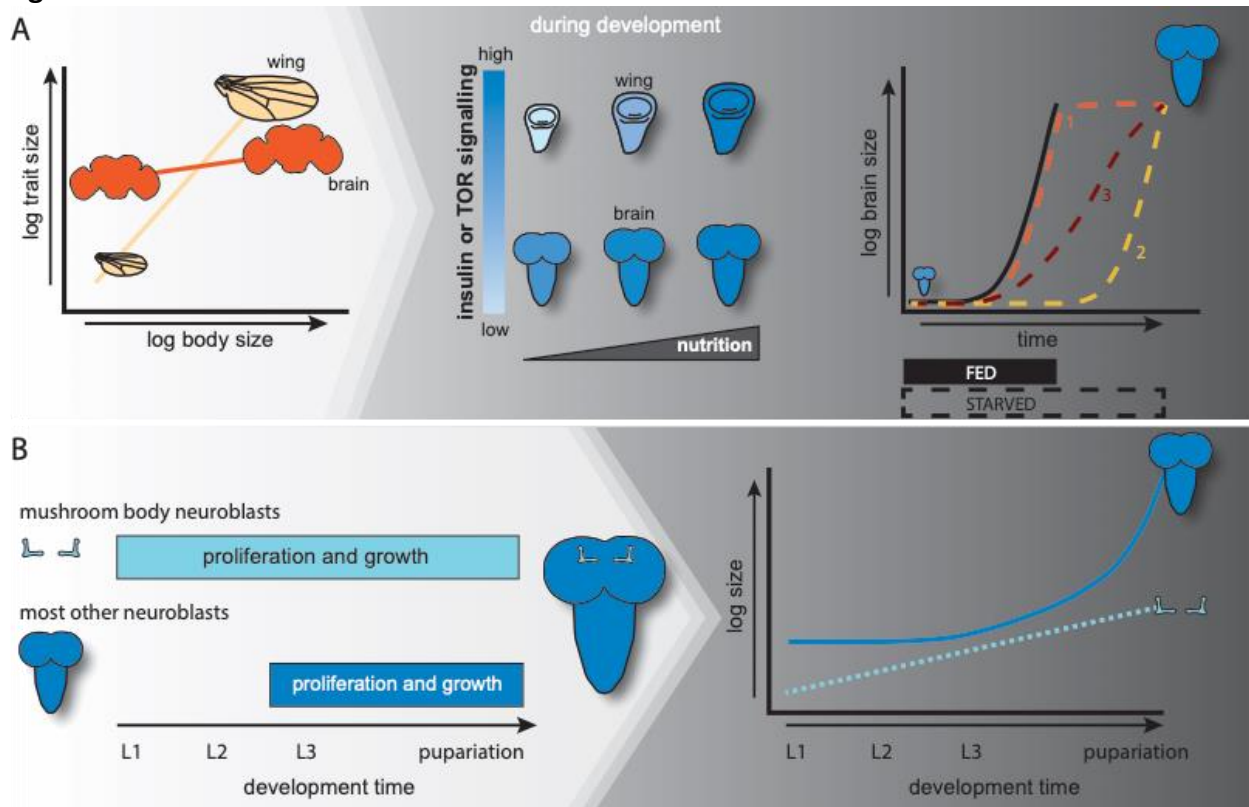 A
log trait size
wing
brain
log body size
during development
insulin or TOR signalling
high
low
wing
brain
nutrition
log brain size
1
3
2
time
FED
STARVED
B
mushroom body neuroblasts
proliferation and growth
most other neuroblasts
proliferation and growth
L1 L2 L3 pupariation
development time
log size
L1 L2 L3 pupariation
development time